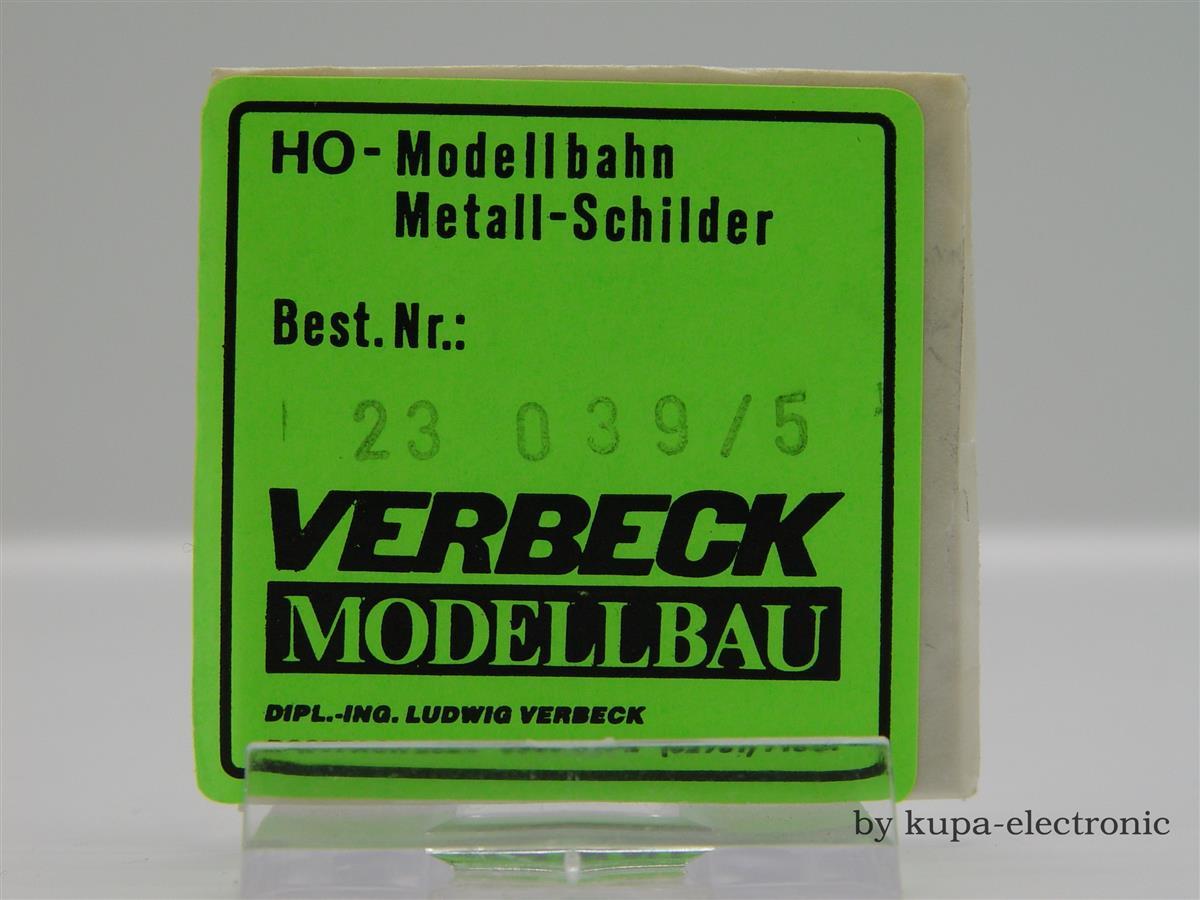 HO-Modellbahn
Metall-Schilder
Best.Nr.:
23 039/5
VERBECK
MODELLBAU
DIPL.-ING. LUDWIG VERBECK
by kupa-electronic